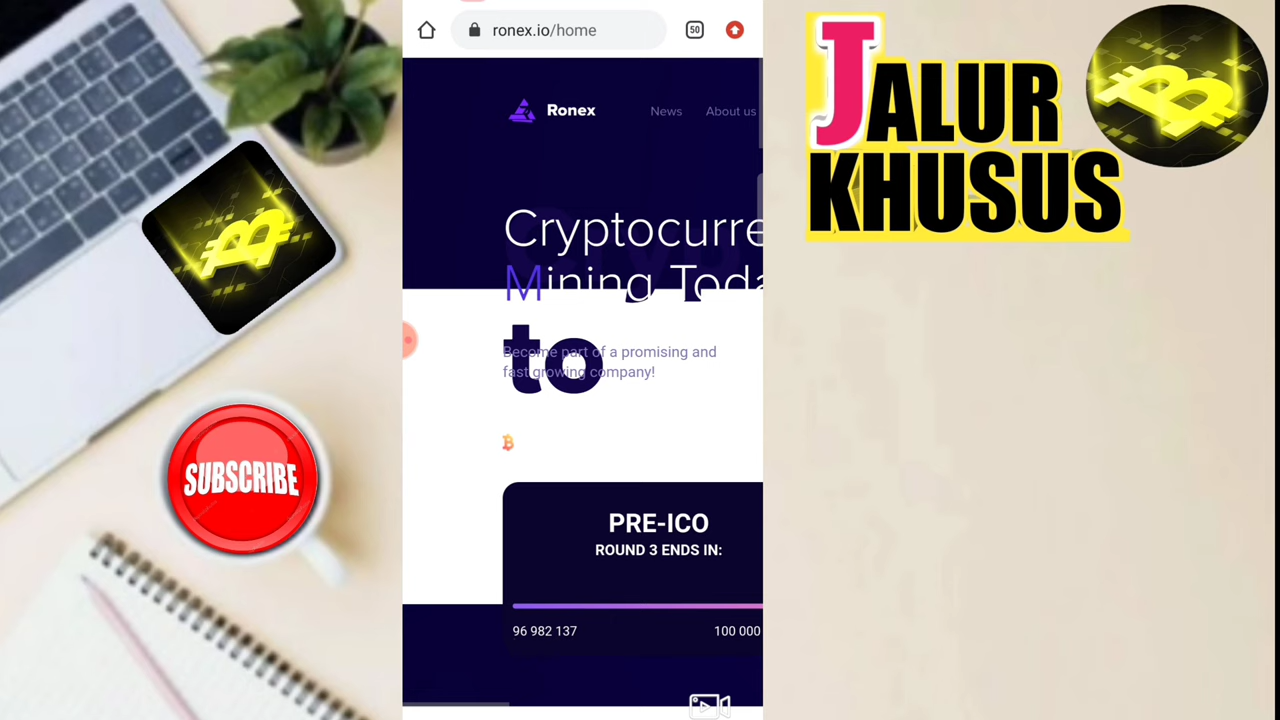 SUBSCRIBE
50
ronex.io/home
Ronex
News
About us
Cryptocurre
Mining Toda
to
Become part of a promising and
fast growing company!
PRE-ICO
ROUND 3 ENDS IN:
96 982 137
100 000
JALUR
KHUSUS